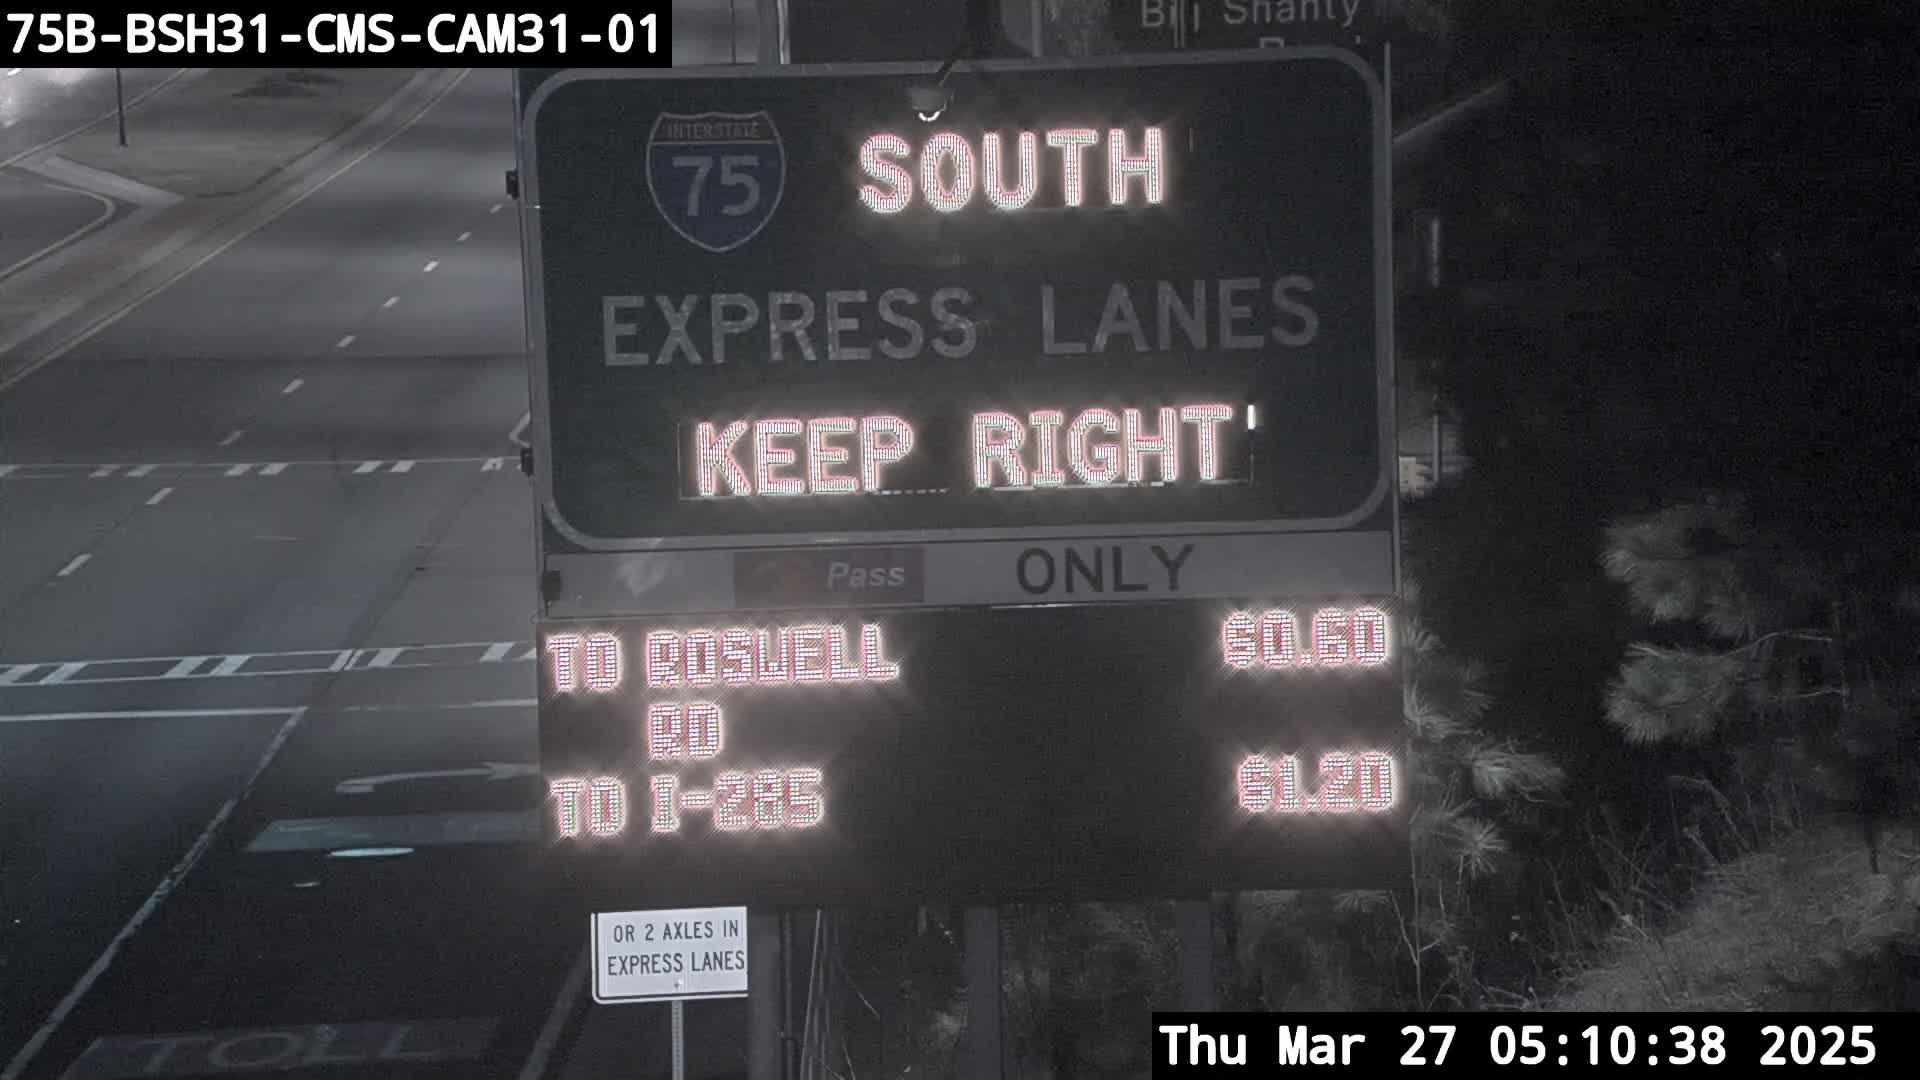 75B-BSH31-CMS-CAM31-01
Shanty
INTERSTATE
75
SOUTH
EXPRESS LANES
KEEP RIGHT
Pass ONLY
TO ROSWELL $0.60
RD
TO I-285 $1.20
OR 2 AXLES IN
EXPRESS LANES
TOLL
Thu Mar 27 05:10:38 2025